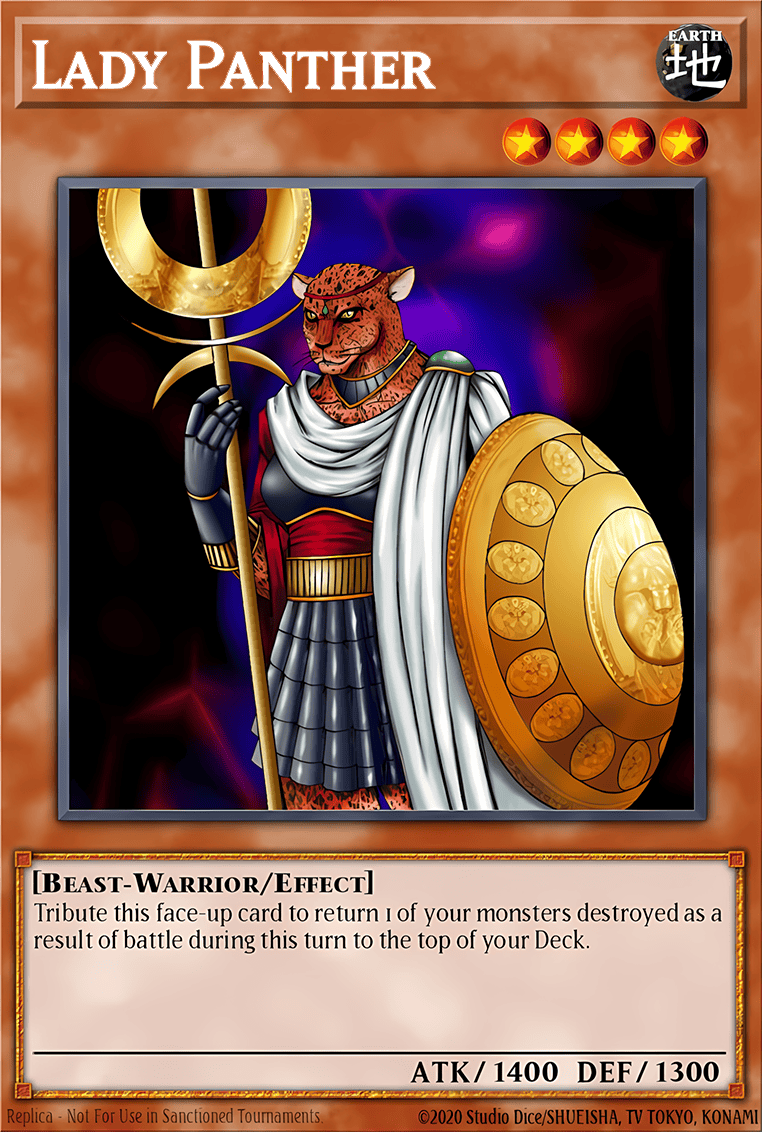 Lady Panther
EARTH
地
[Beast-Warrior/Effect]
Tribute this face-up card to return 1 of your monsters destroyed as a
result of battle during this turn to the top of your Deck.
ATK/ 1400 DEF/ 1300
Replica - Not For Use in Sanctioned Tournaments.
©2020 Studio Dice/SHUEISHA, TV TOKYO, KONAMI